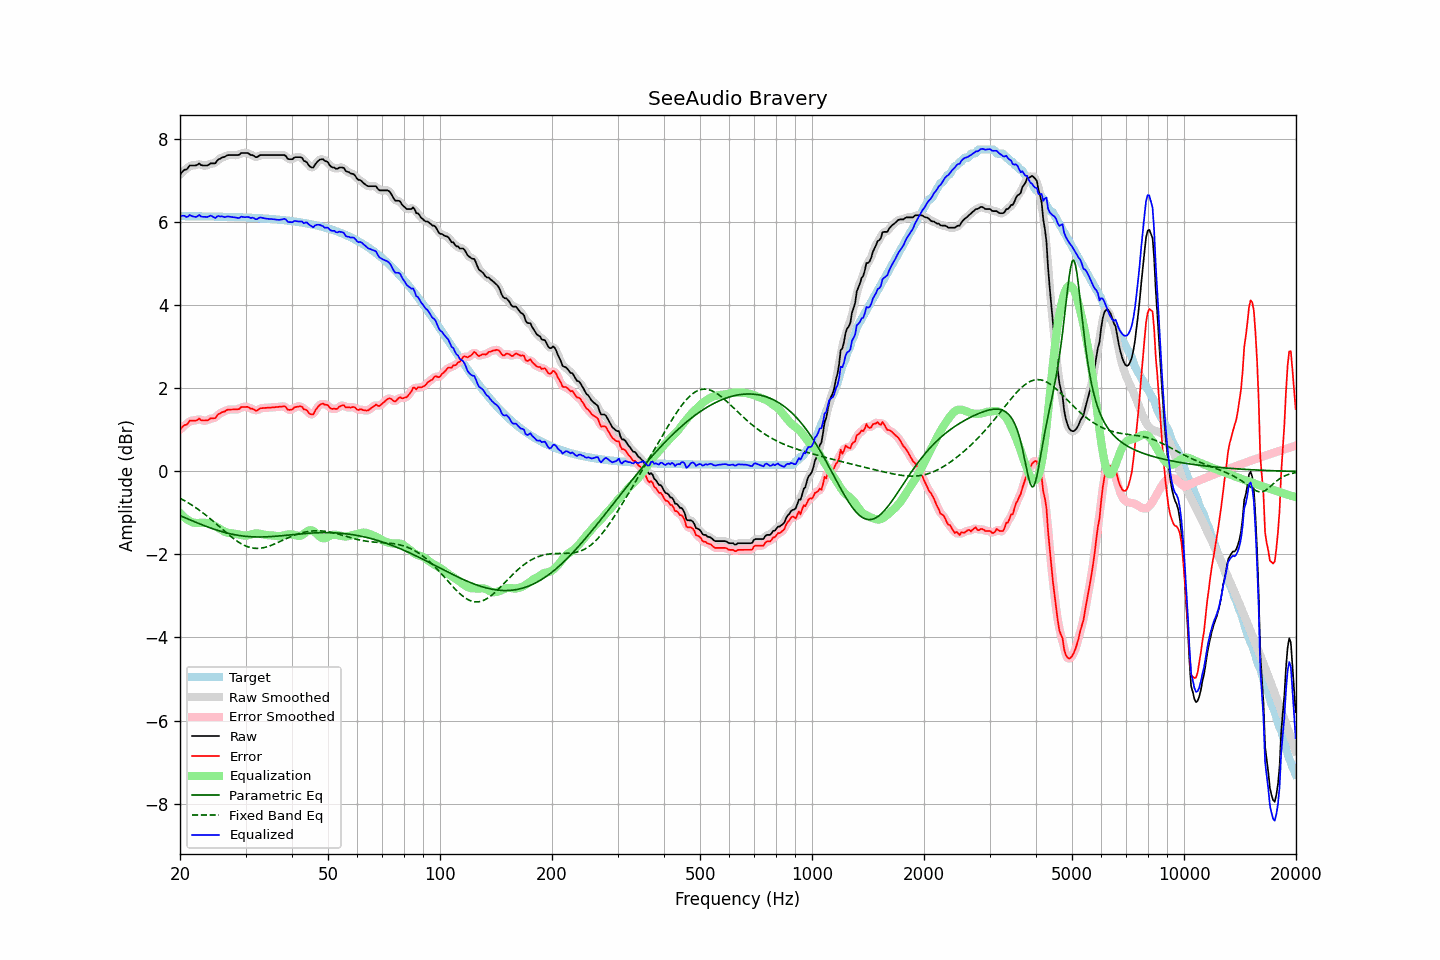 SeeAudio Bravery
8
6
4
2
0
−2
−4
−6
−8
Amplitude (dBr)
Target
Raw Smoothed
Error Smoothed
Raw
Error
Equalization
Parametric Eq
Fixed Band Eq
Equalized
20 50 100 200 500 1000 2000 5000 10000 20000
Frequency (Hz)